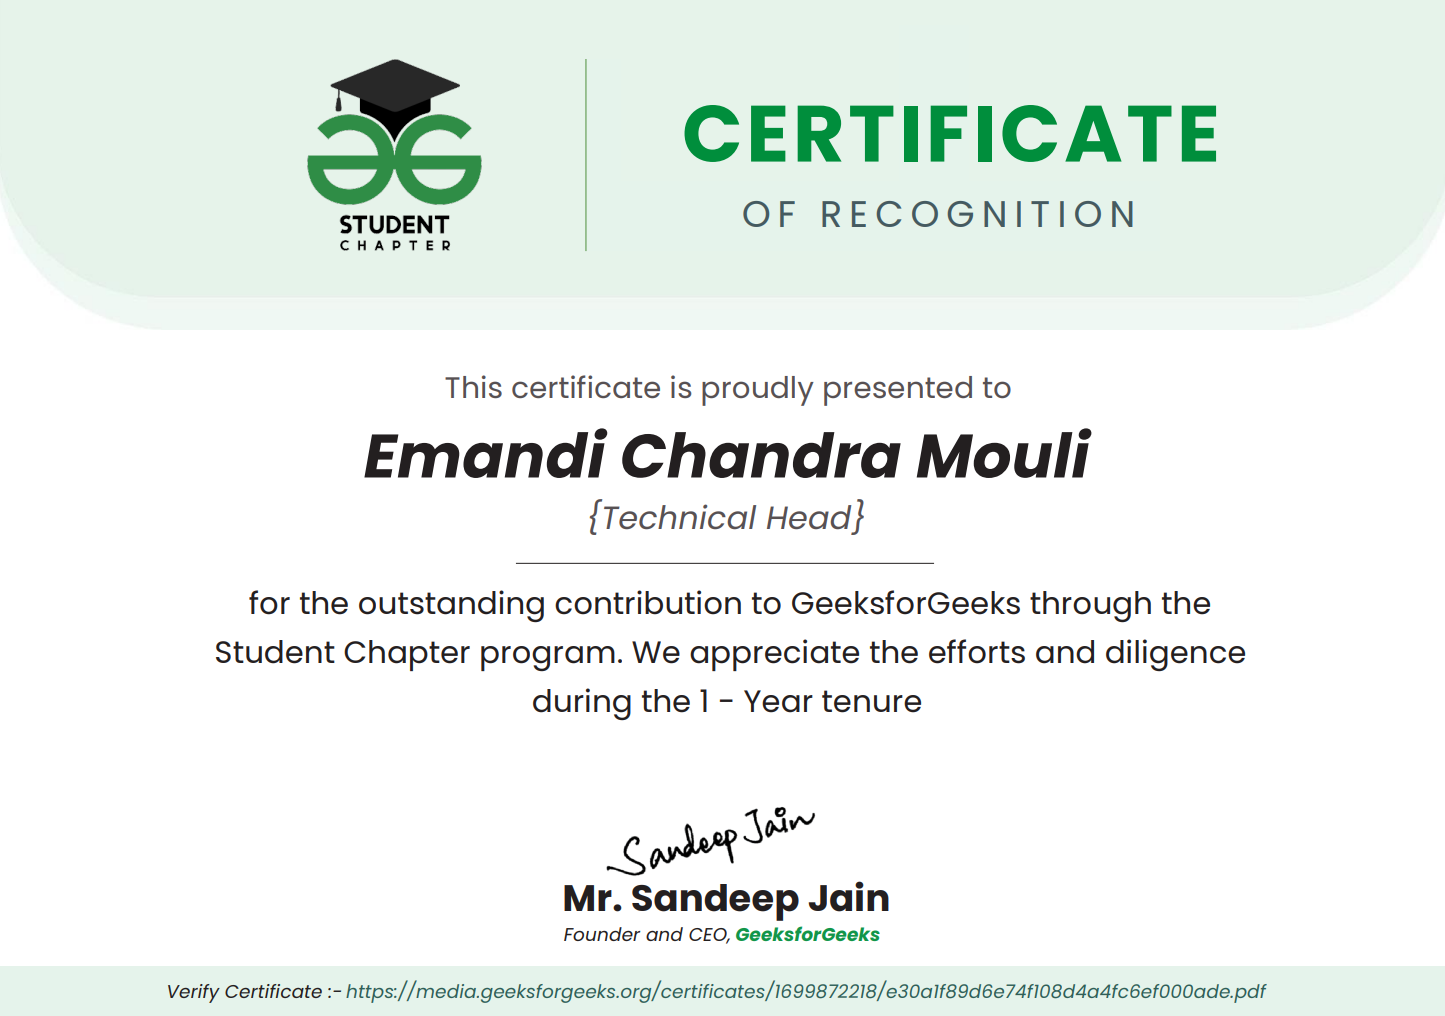 STUDENT
CHAPTER
CERTIFICATE
OF RECOGNITION
This certificate is proudly presented to
Emandi Chandra Mouli
{Technical Head}
for the outstanding contribution to GeeksforGeeks through the
Student Chapter program. We appreciate the efforts and diligence
during the 1 - Year tenure
Sandeep Jain
Mr. Sandeep Jain
Founder and CEO, GeeksforGeeks
Verify Certificate :- https://media.geeksforgeeks.org/certificates/1699872218/e30a1f89d6e74f108d4a4fc6ef000ade.pdf